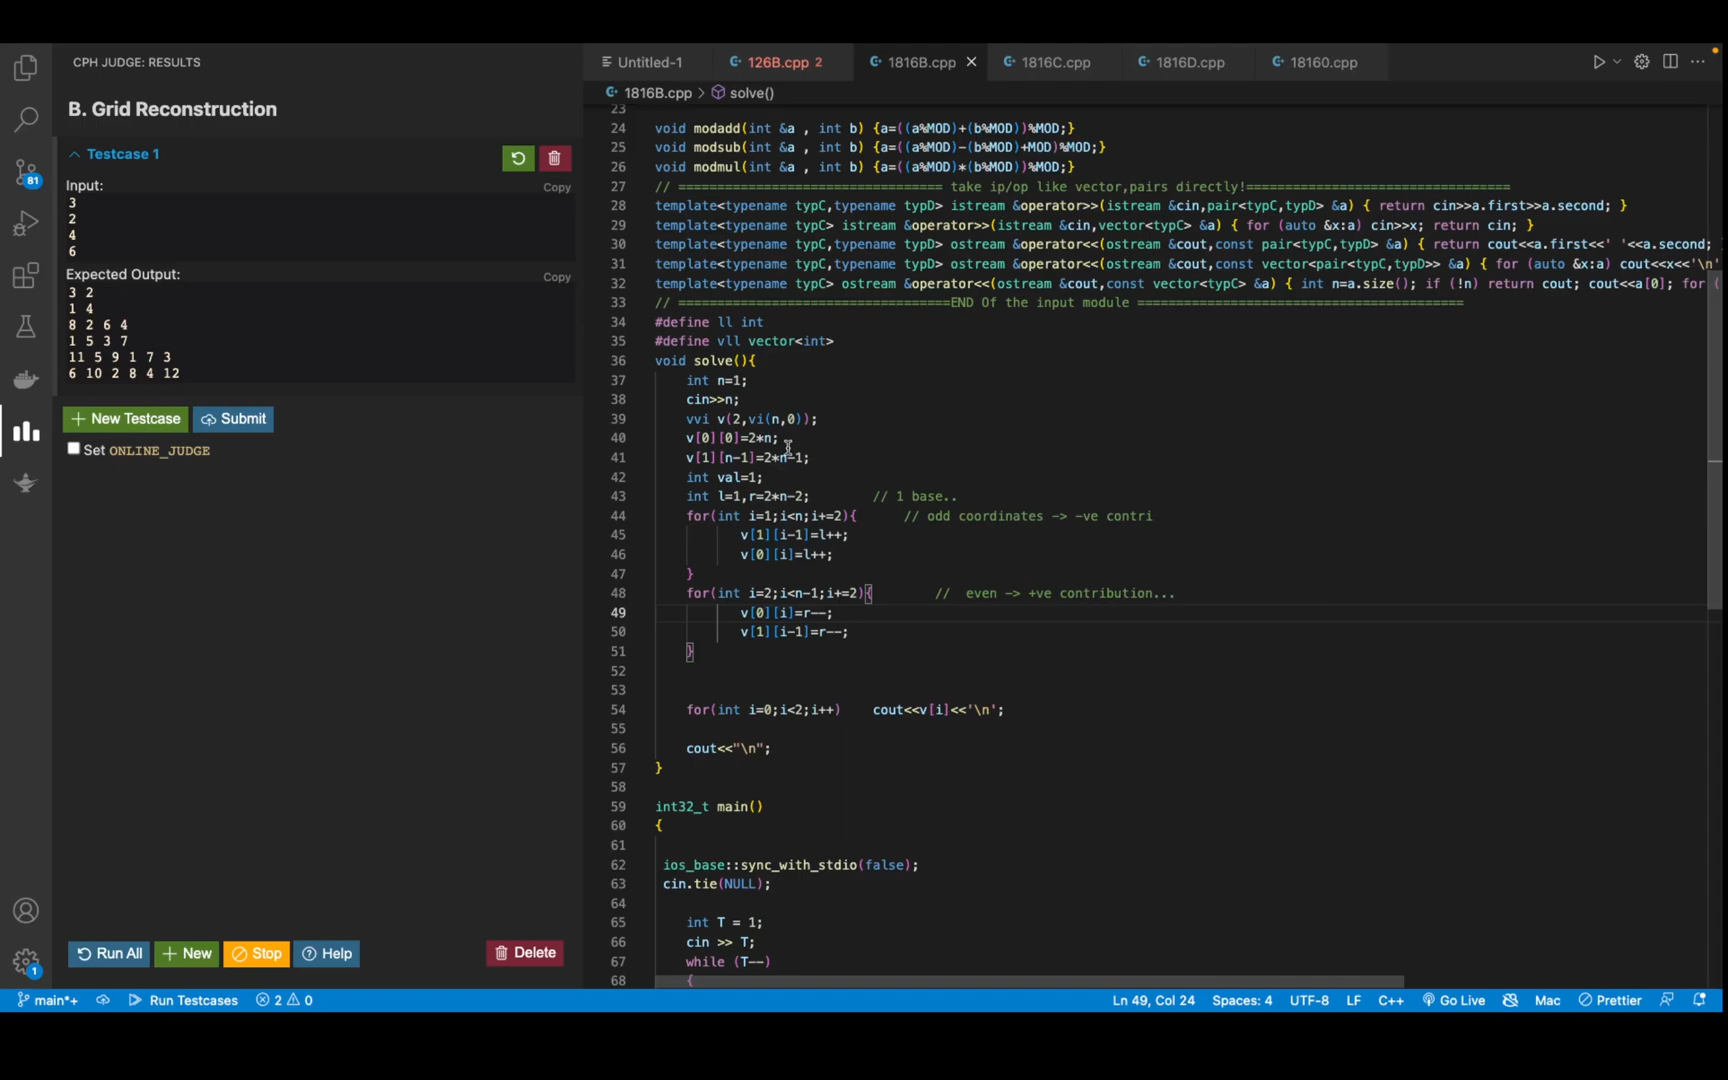 CPH JUDGE: RESULTS
B. Grid Reconstruction
Testcase 1
Input:
Copy
3
2
4
6
Expected Output:
Copy
3 2
1 4
8 2 6 4
1 5 3 7
11 5 9 1 7 3
6 10 2 8 4 12
New Testcase
Submit
Set ONLINE_JUDGE
81
1
Run All
New
Stop
Help
Delete
Untitled-1
126B.cpp 2
1816B.cpp
1816C.cpp
1816D.cpp
18160.cpp
1816B.cpp > solve()
23
24 void modadd(int &a , int b) {a=((a%MOD)+(b%MOD))%MOD;}
25 void modsub(int &a , int b) {a=((a%MOD)-(b%MOD)+MOD)%MOD;}
26 void modmul(int &a , int b) {a=((a%MOD)*(b%MOD))%MOD;}
27 // ================================== take ip/op like vector,pairs directly!==================================
28 template<typename typC,typename typD> istream &operator>>(istream &cin,pair<typC,typD> &a) { return cin>>a.first>>a.second; }
29 template<typename typC> istream &operator>>(istream &cin,vector<typC> &a) { for (auto &x:a) cin>>x; return cin; }
30 template<typename typC,typename typD> ostream &operator<<(ostream &cout,const pair<typC,typD> &a) { return cout<<a.first<<' '<<a.second;
31 template<typename typC,typename typD> ostream &operator<<(ostream &cout,const vector<pair<typC,typD>> &a) { for (auto &x:a) cout<<x<<'\n'
32 template<typename typC> ostream &operator<<(ostream &cout,const vector<typC> &a) { int n=a.size(); if (!n) return cout; cout<<a[0]; for (
33 // ===================================END Of the input module ==========================================
34 #define ll int
35 #define vll vector<int>
36 void solve(){
37 int n=1;
38 cin>>n;
39 vvi v(2,vi(n,0));
40 v[0][0]=2*n;
41 v[1][n-1]=2*n-1;
42 int val=1;
43 int l=1,r=2*n-2; // 1 base..
44 for(int i=1;i<n;i+=2){ // odd coordinates -> -ve contri
45 v[1][i-1]=l++;
46 v[0][i]=l++;
47 }
48 for(int i=2;i<n-1;i+=2){ // even -> +ve contribution...
49 v[0][i]=r--;
50 v[1][i-1]=r--;
51 }
52
53
54 for(int i=0;i<2;i++) cout<<v[i]<<'\n';
55
56 cout<<"\n";
57 }
58
59 int32_t main()
60 {
61
62 ios_base::sync_with_stdio(false);
63 cin.tie(NULL);
64
65 int T = 1;
66 cin >> T;
67 while (T--)
68 {
main*+
Run Testcases
2
0
Ln 49, Col 24
Spaces: 4
UTF-8
LF
C++
Go Live
Mac
Prettier